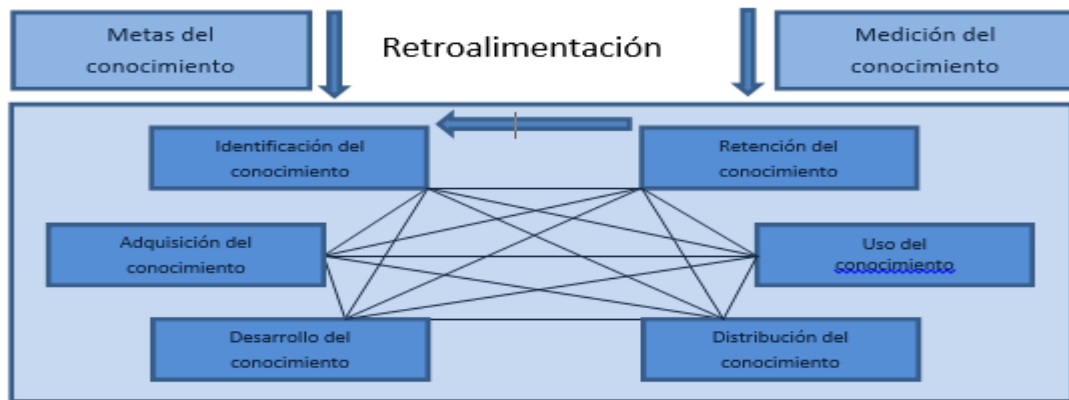 Metas del
conocimiento
Retroalimentación
Medición del
conocimiento
Identificación del
conocimiento
Retención del
conocimiento
Adquisición del
conocimiento
Uso del
conocimiento
Desarrollo del
conocimiento
Distribución del
conocimiento